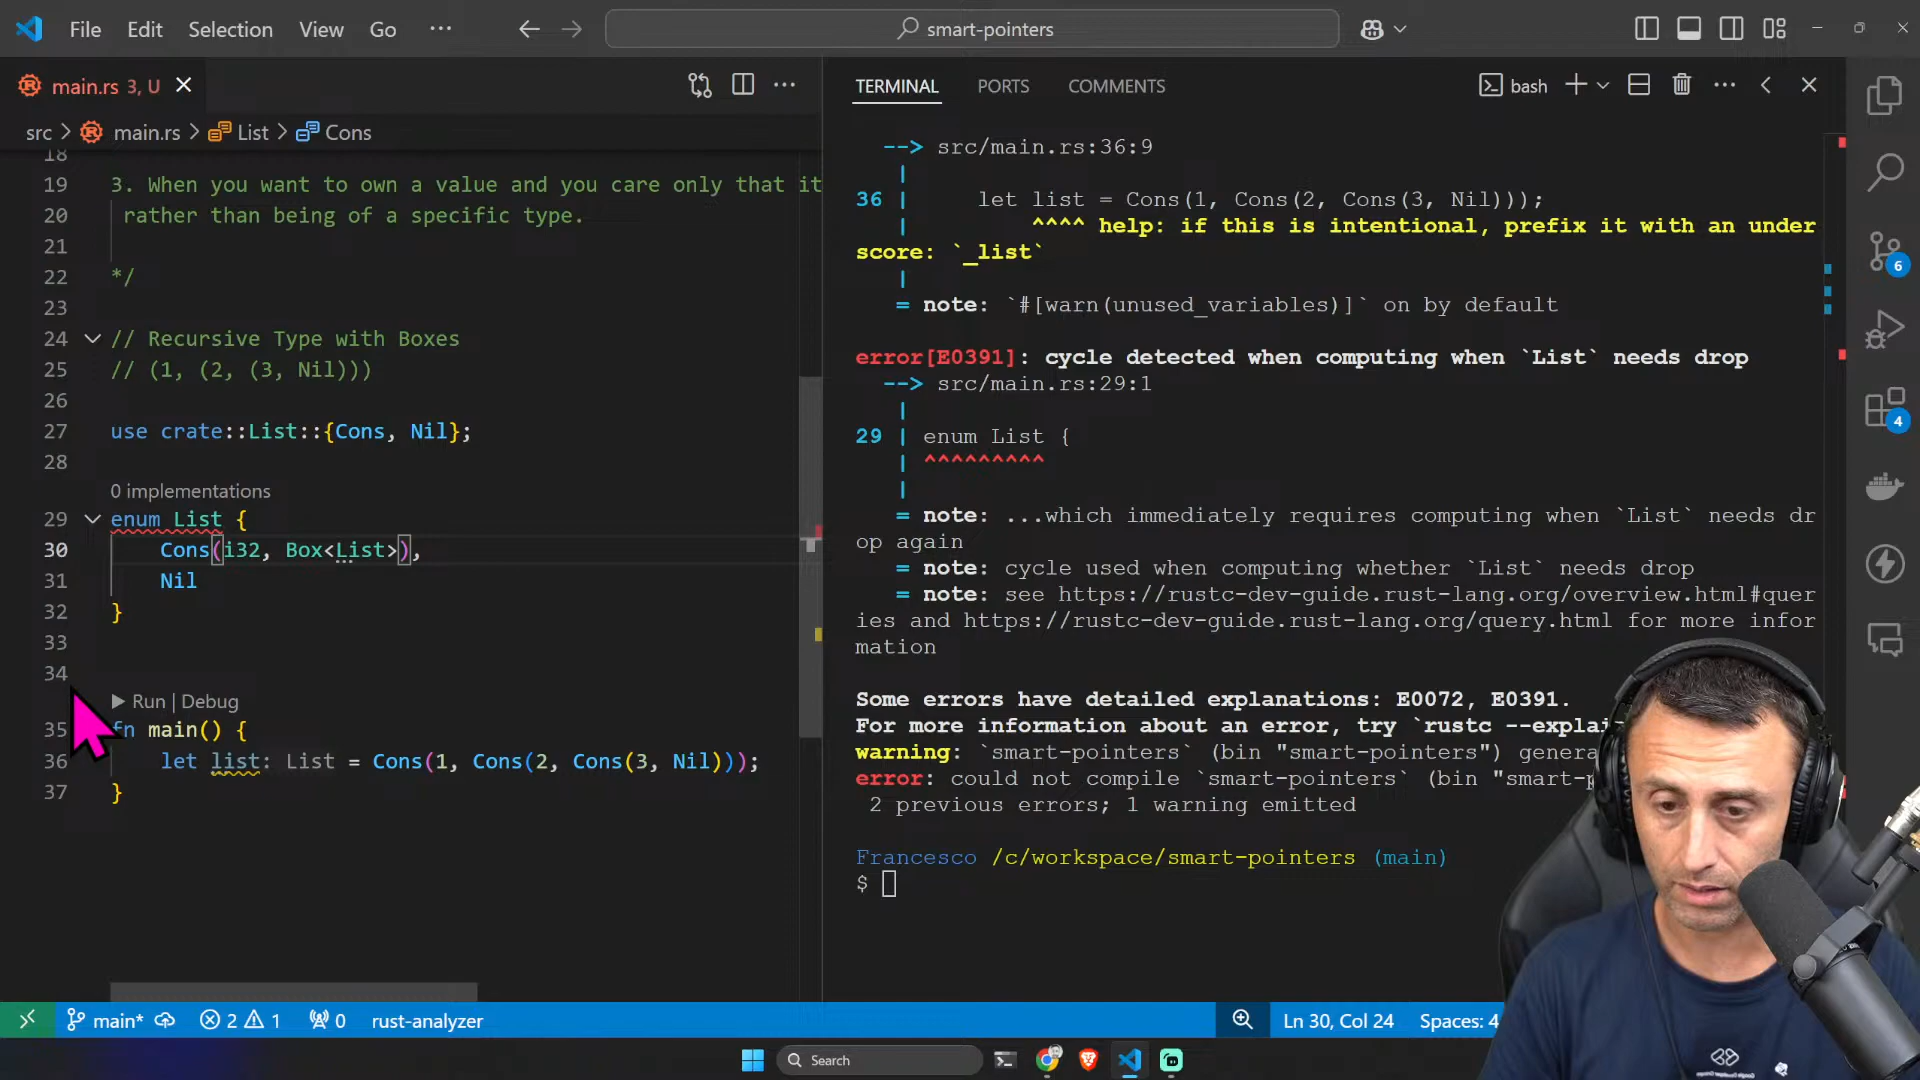 File Edit Selection View Go ···
smart-pointers
main.rs 3, U
src > main.rs > List > Cons
18
19 3. When you want to own a value and you care only that it
20 rather than being of a specific type.
21
22 */
23
24 // Recursive Type with Boxes
25 // (1, (2, (3, Nil)))
26
27 use crate::List::{Cons, Nil};
28
0 implementations
29 enum List {
30 Cons(i32, Box<List>),
31 Nil
32 }
33
34
Run | Debug
35 fn main() {
36 let list: List = Cons(1, Cons(2, Cons(3, Nil)));
37 }
TERMINAL PORTS COMMENTS
bash
--> src/main.rs:36:9
|
36 | let list = Cons(1, Cons(2, Cons(3, Nil)));
| ^^^^ help: if this is intentional, prefix it with an under
score: `_list`
|
= note: `#[warn(unused_variables)]` on by default
error[E0391]: cycle detected when computing when `List` needs drop
--> src/main.rs:29:1
|
29 | enum List {
| ^^^^^^^^^
|
= note: ...which immediately requires computing when `List` needs dr
op again
= note: cycle used when computing whether `List` needs drop
= note: see https://rustc-dev-guide.rust-lang.org/overview.html#quer
ies and https://rustc-dev-guide.rust-lang.org/query.html for more infor
mation
Some errors have detailed explanations: E0072, E0391.
For more information about an error, try `rustc --explai
warning: `smart-pointers` (bin "smart-pointers") genera
error: could not compile `smart-pointers` (bin "smart-p
2 previous errors; 1 warning emitted
Francesco /c/workspace/smart-pointers (main)
$
6
4
main* 2 1 0 rust-analyzer
Ln 30, Col 24 Spaces: 4
Search